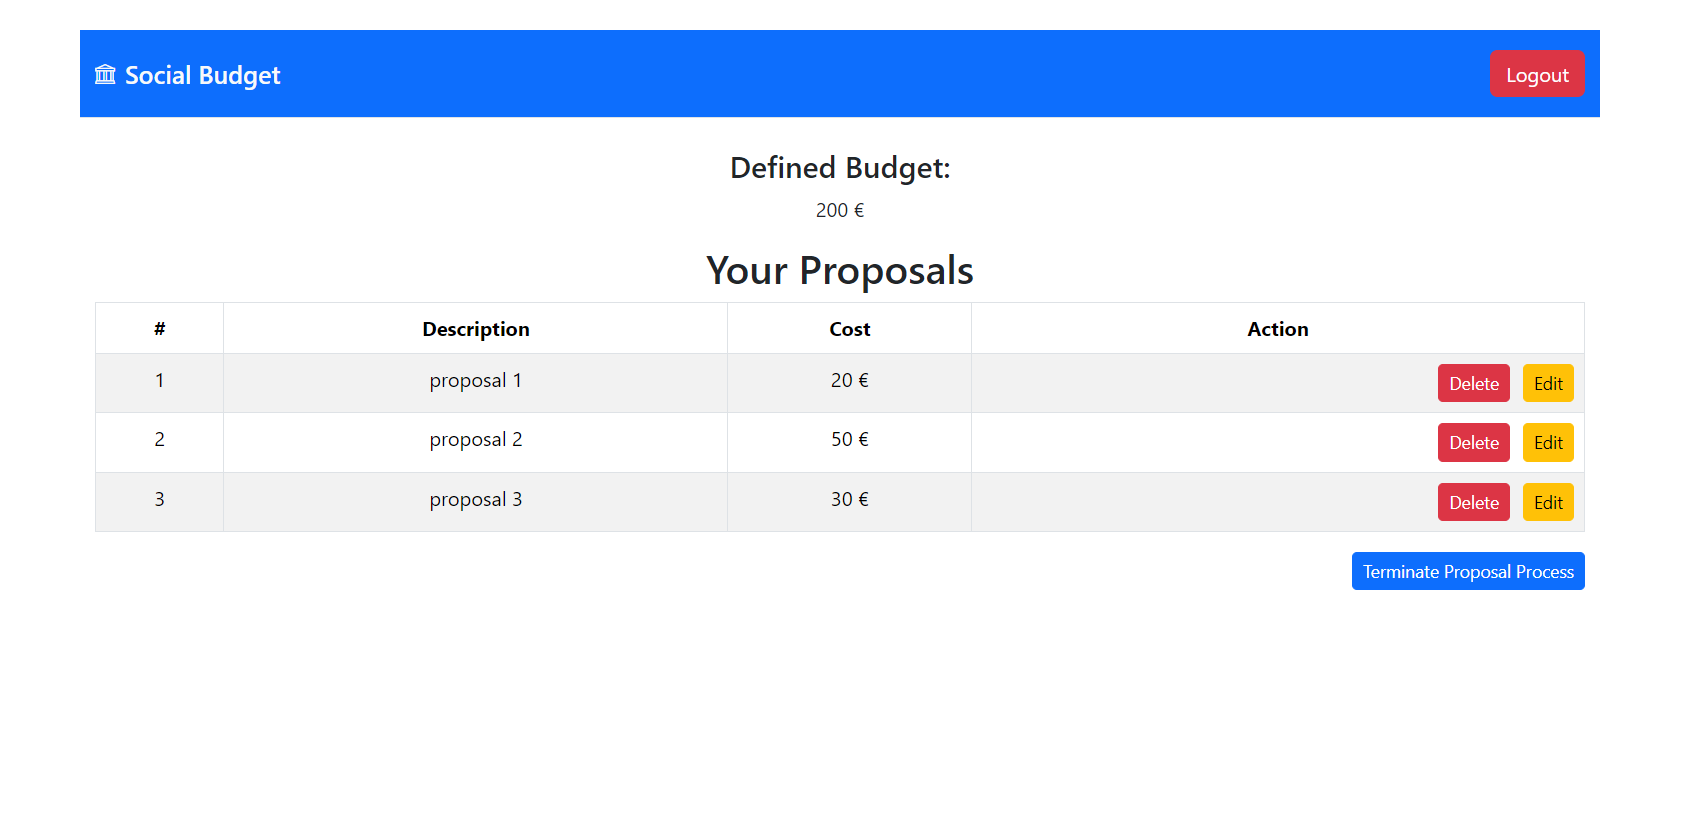 Social Budget
Logout
Defined Budget:
200 €
Your Proposals
# Description Cost Action
1 proposal 1 20 € Delete Edit
2 proposal 2 50 € Delete Edit
3 proposal 3 30 € Delete Edit
Terminate Proposal Process